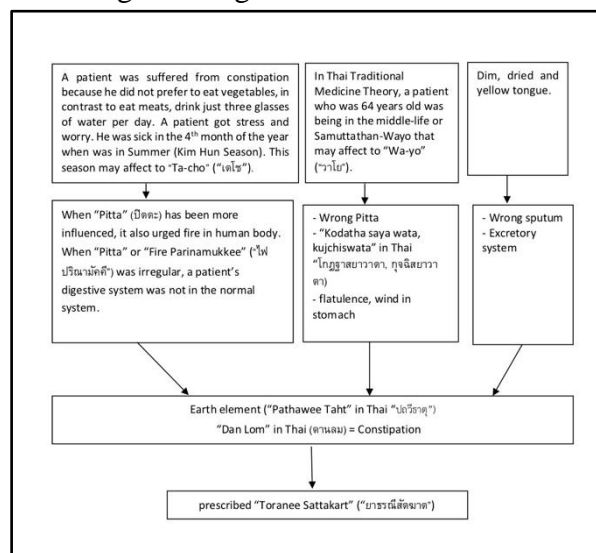 A patient was suffered from constipation
because he did not prefer to eat vegetables, in
contrast to eat meats, drink just three glasses
of water per day. A patient got stress and
worry. He was sick in the 4th month of the year
when was in Summer (Kim Hun Season). This
season may affect to "Ta-cho" ("เตโช").
In Thai Traditional
Medicine Theory, a patient
who was 64 years old was
being in the middle-life or
Samuttathan-Wayo that
may affect to "Wa-yo"
("วาโย").
Dim, dried and
yellow tongue.
When "Pitta" (ปิตตะ) has been more
influenced, it also urged fire in human body.
When "Pitta" or "Fire Parinamukkee" ("ไฟ
ปริณามัคคี") was irregular, a patient's
digestive system was not in the normal
system.
- Wrong Pitta
- "Kodatha saya wata,
kujchiswata" in Thai
"โกฏฐาสยาวาตา, กุจฉิสยาวา
ตา)
- flatulence, wind in
stomach
- Wrong sputum
- Excretory
system
Earth element ("Pathawee Taht" in Thai "ปถวีธาตุ")
"Dan Lom" in Thai (ดานลม) = Constipation
prescribed "Toranee Sattakart" ("ยาธรณีสัณฑฆาต")